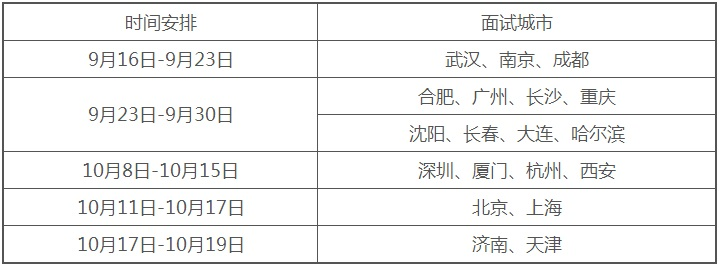 时间安排 面试城市
9月16日-9月23日 武汉、南京、成都
9月23日-9月30日 合肥、广州、长沙、重庆
沈阳、长春、大连、哈尔滨
10月8日-10月15日 深圳、厦门、杭州、西安
10月11日-10月17日 北京、上海
10月17日-10月19日 济南、天津